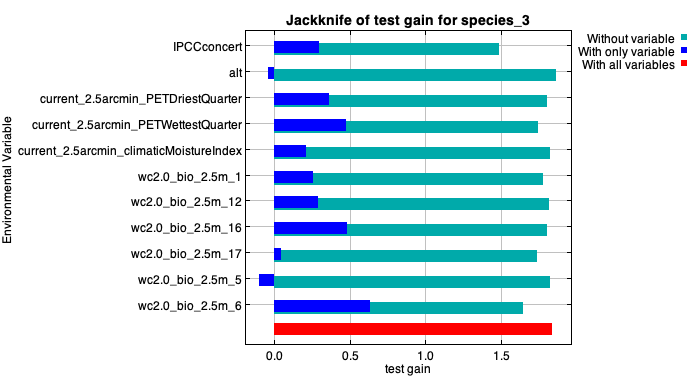 Jackknife of test gain for species_3
Without variable
With only variable
With all variables
Environmental Variable
IPCCconcert
alt
current_2.5arcmin_PETDriestQuarter
current_2.5arcmin_PETWettestQuarter
current_2.5arcmin_climaticMoistureIndex
wc2.0_bio_2.5m_1
wc2.0_bio_2.5m_12
wc2.0_bio_2.5m_16
wc2.0_bio_2.5m_17
wc2.0_bio_2.5m_5
wc2.0_bio_2.5m_6
0.0 0.5 1.0 1.5
test gain